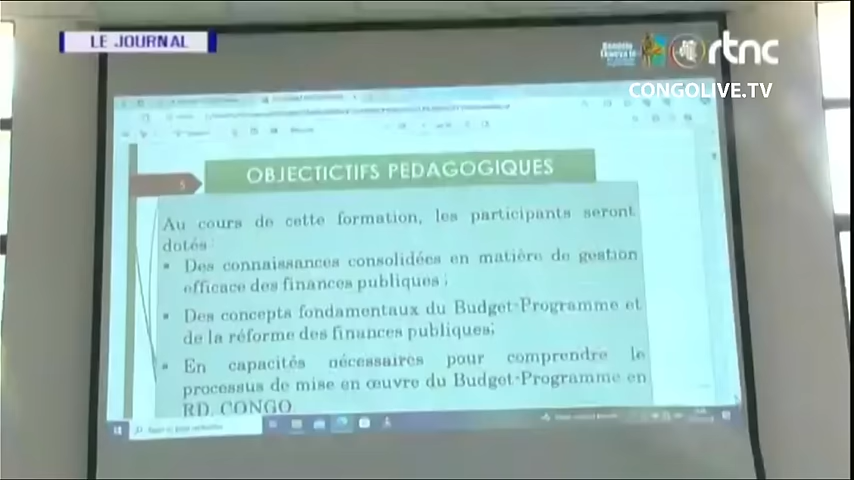 LE JOURNAL
rtnc
CONGOLIVE.TV
5
OBJECTICTIFS PEDAGOGIQUES
Au cours de cette formation, les participants seront
dotés :
▪ Des connaissances consolidées en matière de gestion
efficace des finances publiques ;
▪ Des concepts fondamentaux du Budget-Programme et
de la réforme des finances publiques;
▪ En capacités nécessaires pour comprendre le
processus de mise en œuvre du Budget-Programme en
RD. CONGO